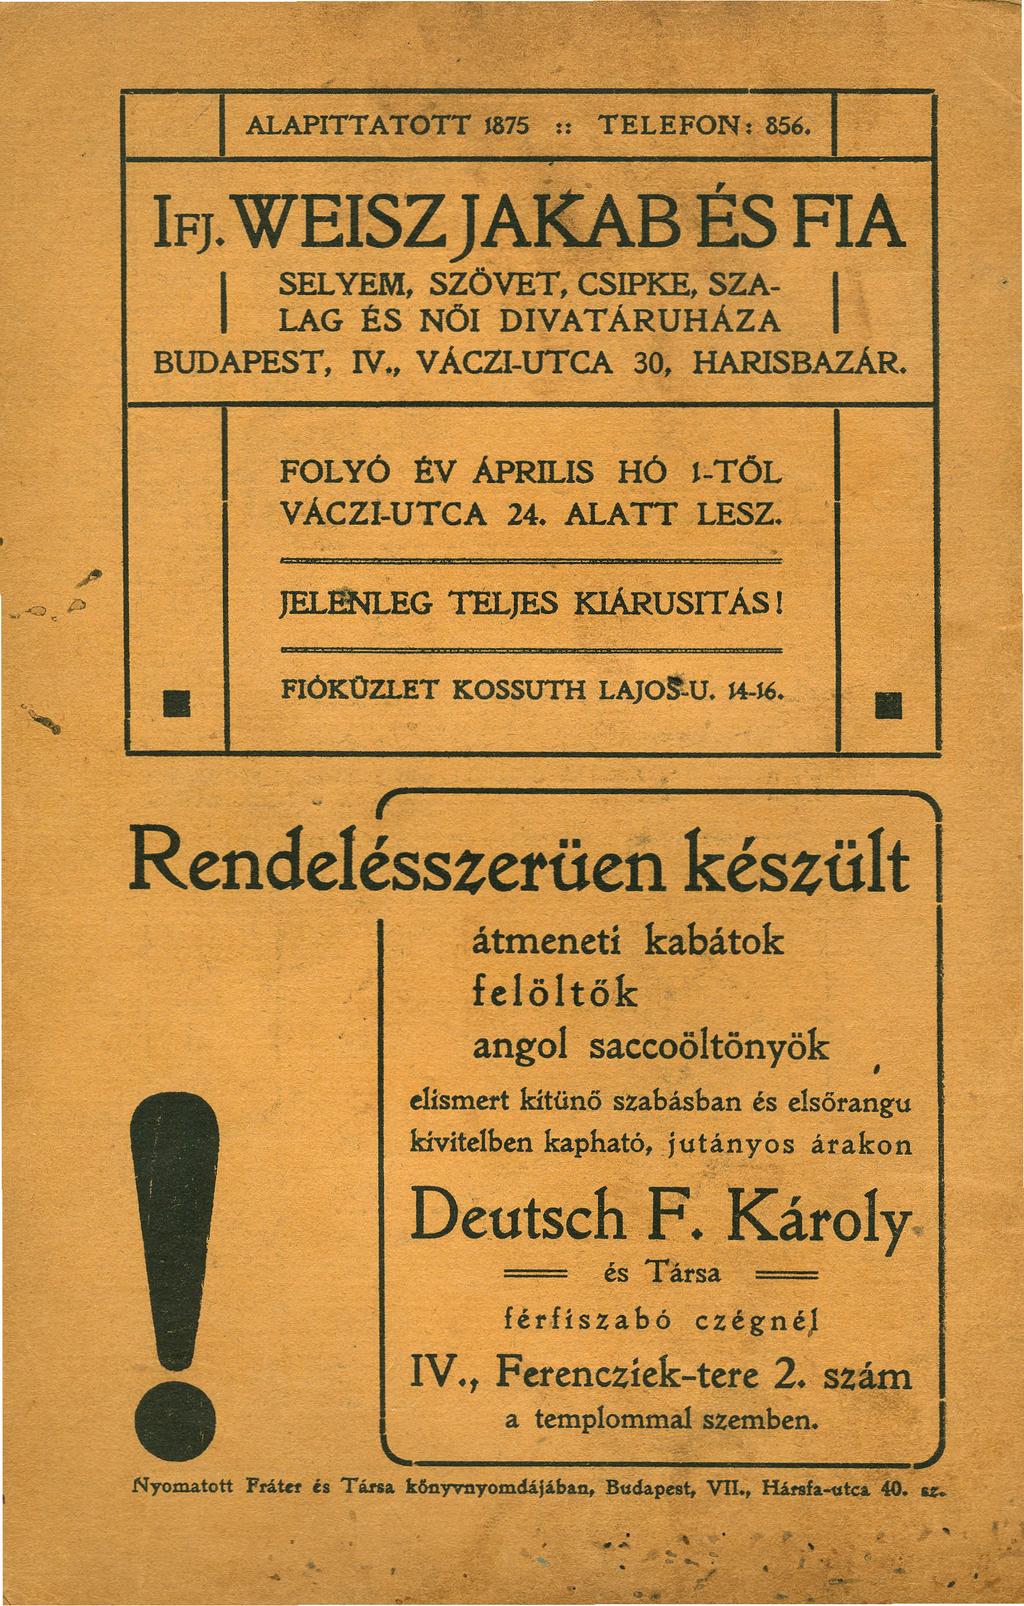 ALAPITTATOTT 1875 :: TELEFON: 856.
IFJ. WEISZ JAKAB ÉS FIA
SELYEM, SZÖVET, CSIPKE, SZA-
LAG ÉS NŐI DIVATÁRUHÁZA
BUDAPEST, IV., VÁCZI-UTCA 30, HARISBAZÁR.
FOLYÓ ÉV ÁPRILIS HÓ 1-TŐL
VÁCZI-UTCA 24. ALATT LESZ.
JELENLEG TELJES KIÁRUSITÁS!
FIÓKÜZLET KOSSUTH LAJOS-U. 14-16.
Rendelésszerüen készült
átmeneti kabátok
felöltők
angol saccoöltönyök
elismert kitünő szabásban és elsőrangu
kivitelben kapható, jutányos árakon
Deutsch F. Károly
és Társa
férfiszabó czégnél
IV., Ferencziek-tere 2. szám
a templommal szemben.
!
Nyomatott Fráter és Társa könyvnyomdájában, Budapest, VII., Hársfa-utca 40. sz.